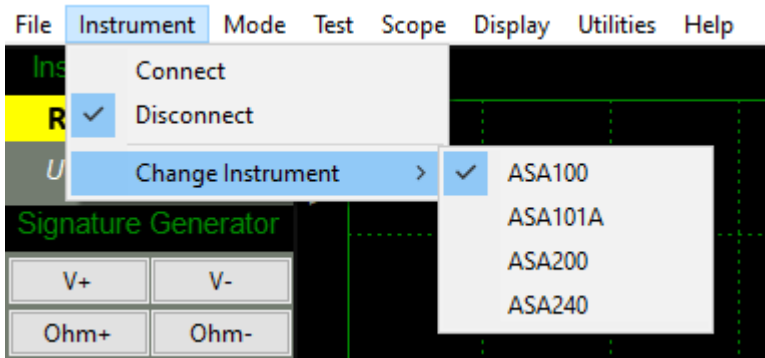 File Instrument Mode Test Scope Display Utilities Help
Ins
Connect
R
Disconnect
U
Change Instrument > ASA100
ASA101A
Signature Generator
ASA200
V+ V-
ASA240
Ohm+ Ohm-